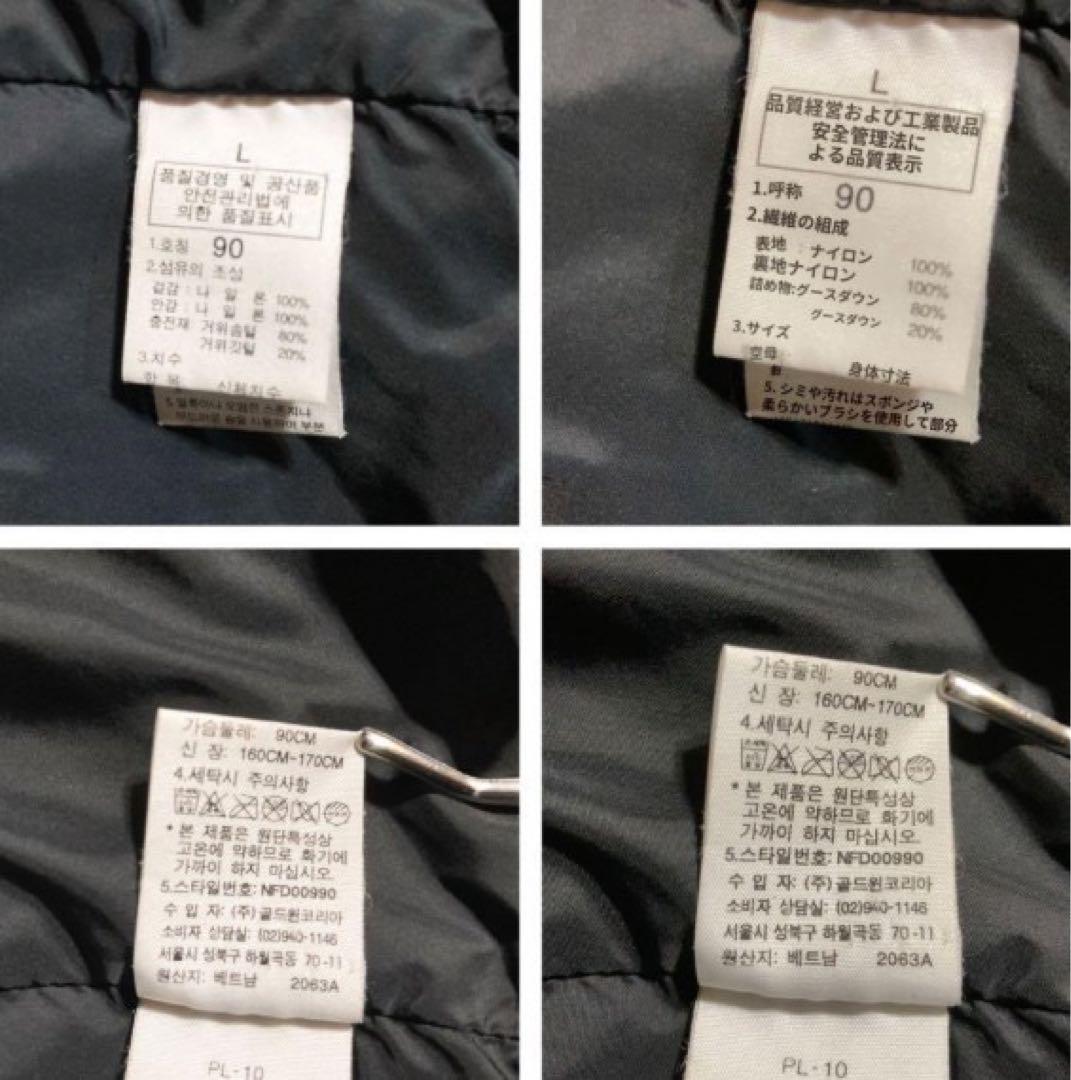 L
품질경영 및 공산품
안전관리법에
의한 품질표시
1.호칭 90
2.섬유의 조성
겉감 : 나 일 론 100%
안감 : 나 일 론 100%
충전재 거위솜털 80%
거위깃털 20%
3.치수
항 목 신체치수
L
品質経営および工業製品
安全管理法に
よる品質表示
1.呼称 90
2.繊維の組成
表地 : ナイロン 100%
裏地ナイロン 100%
詰め物:グースダウン 80%
グースダウン 20%
3.サイズ
空母
身体寸法
5. シミや汚れはスポンジや
柔らかいブラシを使用して部分
가슴둘레: 90CM
신 장: 160CM~170CM
4.세탁시 주의사항
* 본 제품은 원단특성상
고온에 약하므로 화기에
가까이 하지 마십시오.
5.스타일번호: NFD00990
수 입 자: (주)골드윈코리아
소비자 상담실: (02)940-1146
서울시 성북구 하월곡동 70-11
원산지: 베트남 2063A
PL-10
가슴둘레: 90CM
신 장: 160CM~170CM
4.세탁시 주의사항
* 본 제품은 원단특성상
고온에 약하므로 화기에
가까이 하지 마십시오.
5.스타일번호: NFD00990
수 입 자: (주)골드윈코리아
소비자 상담실: (02)940-1146
서울시 성북구 하월곡동 70-11
원산지: 베트남 2063A
PL-10